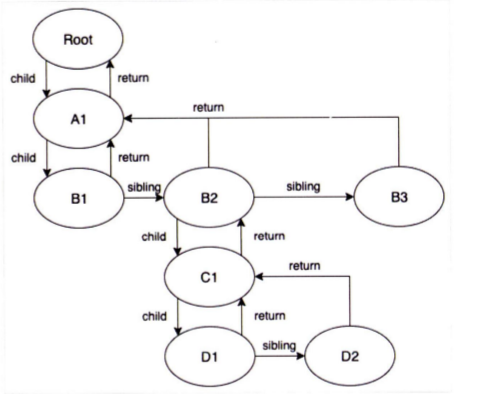 Root
child return
return
A1
child return
sibling sibling
B1 B2 B3
child return
return
C1
child return
sibling
D1 D2